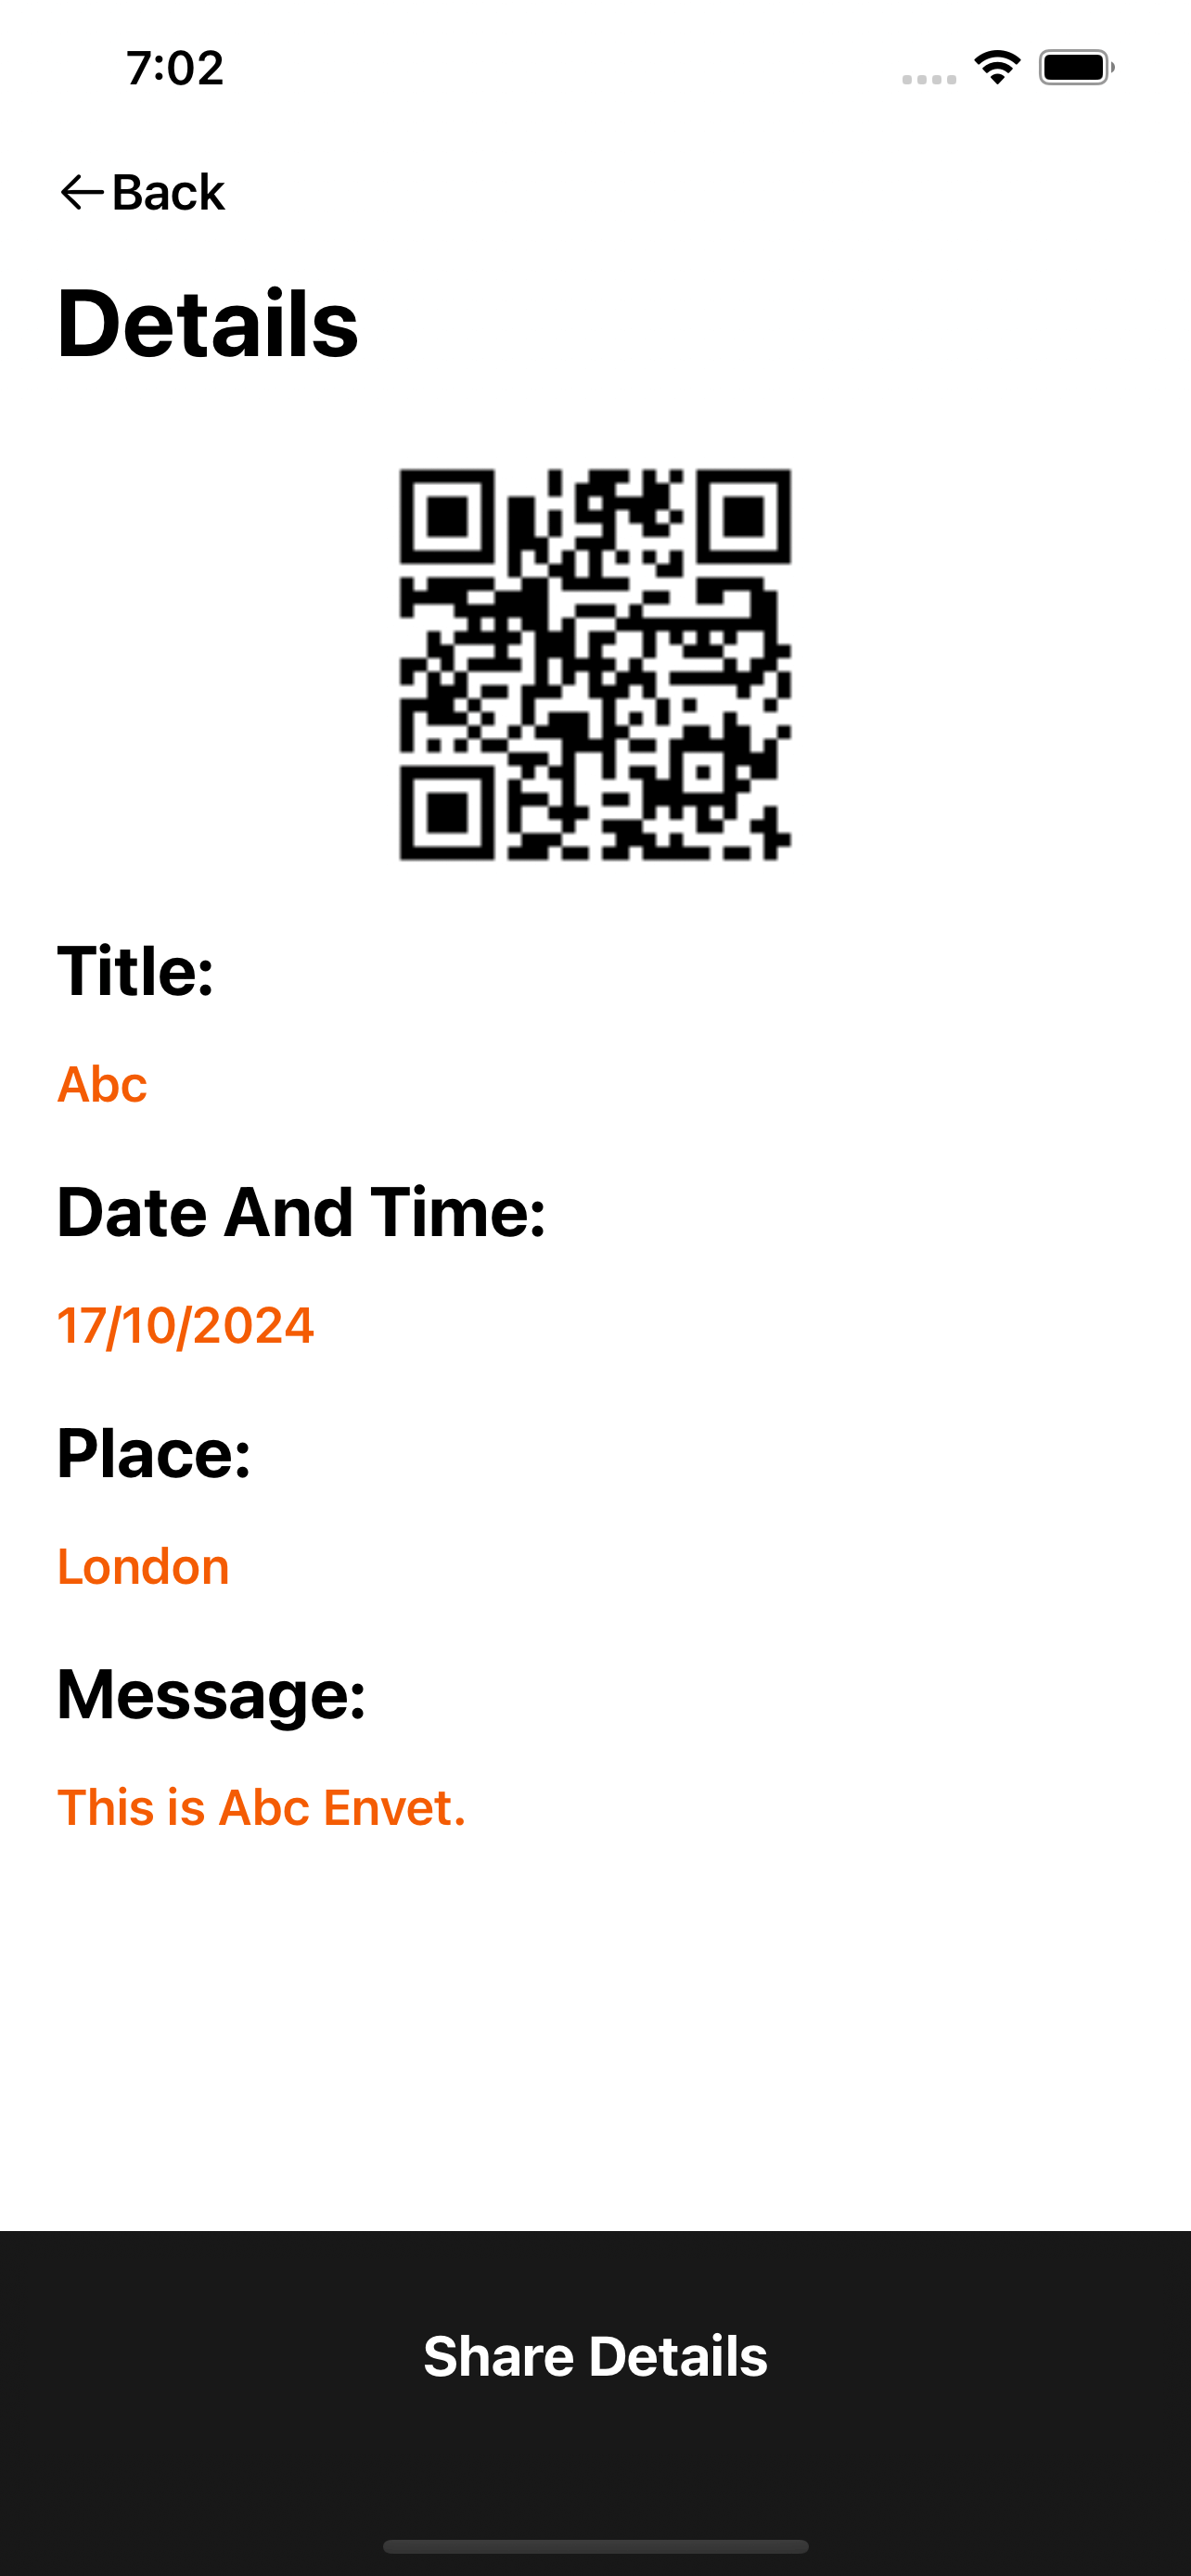 7:02
Back
Details
Title:
Abc
Date And Time:
17/10/2024
Place:
London
Message:
This is Abc Envet.
Share Details